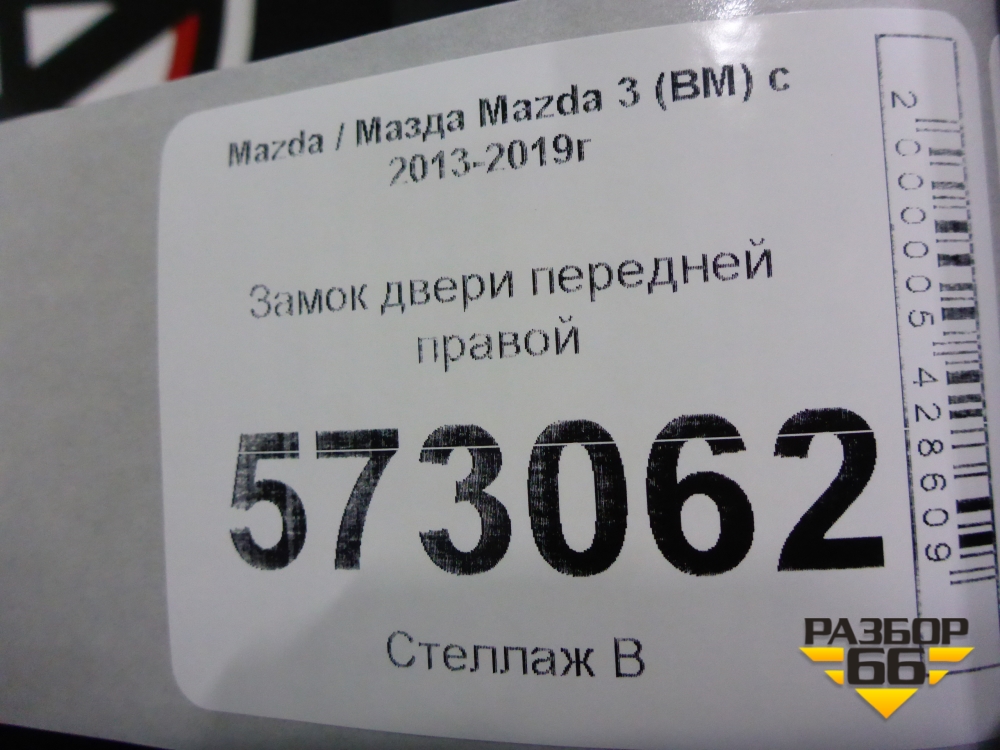 Mazda / Мазда Mazda 3 (BM) с
2013-2019г
Замок двери передней
правой
573062
Стеллаж В
2000005428609
РАЗБОР
66